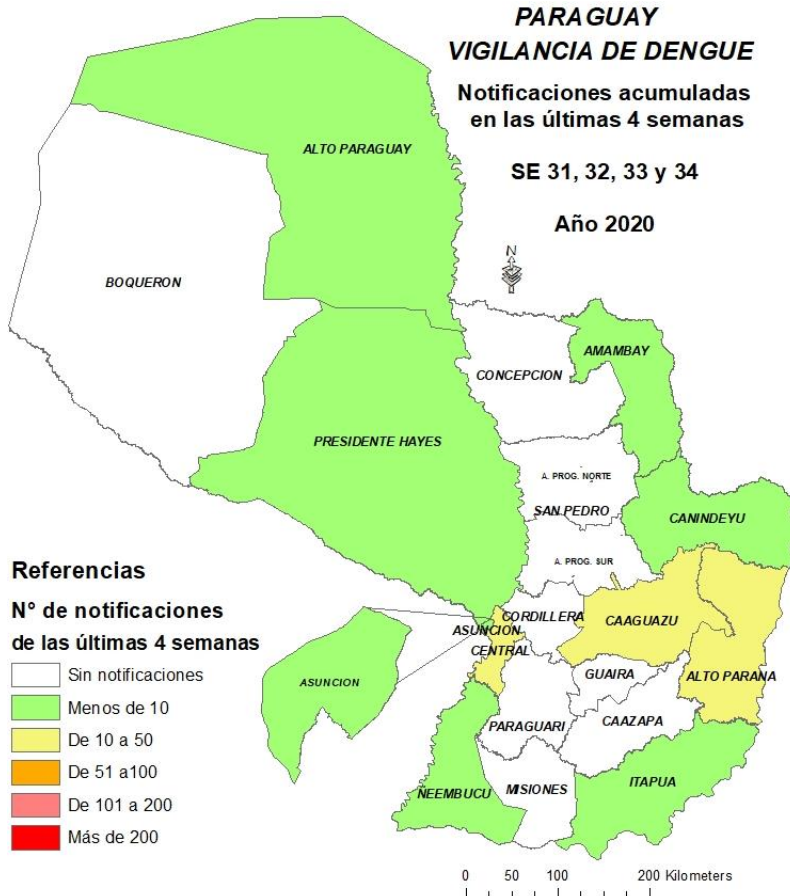 PARAGUAY
VIGILANCIA DE DENGUE
Notificaciones acumuladas
en las últimas 4 semanas
SE 31, 32, 33 y 34
Año 2020
N
ALTO PARAGUAY
BOQUERON
AMAMBAY
CONCEPCION
PRESIDENTE HAYES
A. PROG. NORTE
SAN PEDRO
CANINDEYU
A. PROG. SUR
CORDILLERA
CAAGUAZU
ASUNCION
CENTRAL
GUAIRA
ALTO PARANA
ASUNCION
PARAGUARI
CAAZAPA
ITAPUA
NEEMBUCU
MISIONES
Referencias
N° de notificaciones
de las últimas 4 semanas
Sin notificaciones
Menos de 10
De 10 a 50
De 51 a100
De 101 a 200
Más de 200
0 50 100 200 Kilometers